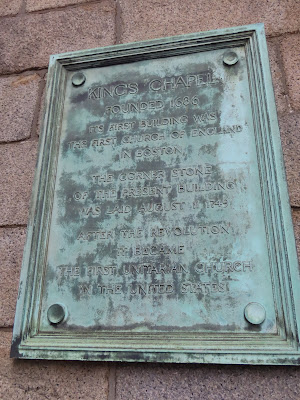 KING'S CHAPEL
FOUNDED 1686
ITS FIRST BUILDING WAS
THE FIRST CHURCH OF ENGLAND
IN BOSTON
THE CORNER STONE
OF THE PRESENT BUILDING
WAS LAID AUGUST 11, 1749
AFTER THE REVOLUTION
IT BECAME
THE FIRST UNITARIAN CHURCH
IN THE UNITED STATES